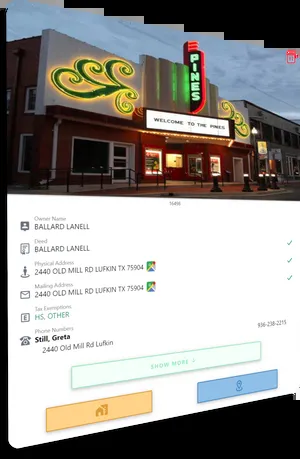 PINES
WELCOME TO THE PINES
16499
Owner Name
BALLARD LANELL
Deed
BALLARD LANELL
Physical Address
2440 OLD MILL RD LUFKIN TX 75904
Mailing Address
2440 OLD MILL RD LUFKIN TX 75904
Tax Exemptions
HS, OTHER
Phone Numbers
Still, Greta 936-238-2215
2440 Old Mill Rd Lufkin
SHOW MORE